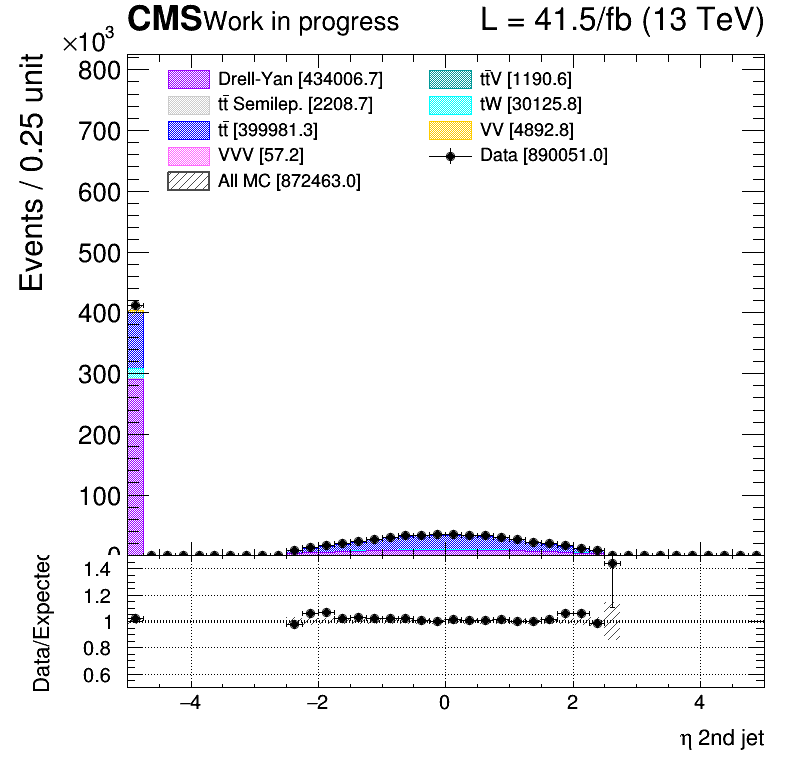 CMS Work in progress L = 41.5/fb (13 TeV)
×10³
Events / 0.25 unit
800
700
600
500
400
300
200
100
0
Drell-Yan [434006.7]
tt̄ Semilep. [2208.7]
tt̄ [399981.3]
VVV [57.2]
All MC [872463.0]
tt̄V [1190.6]
tW [30125.8]
VV [4892.8]
Data [890051.0]
Data/Expected
1.4
1.2
1
0.8
0.6
−4 −2 0 2 4
η 2nd jet